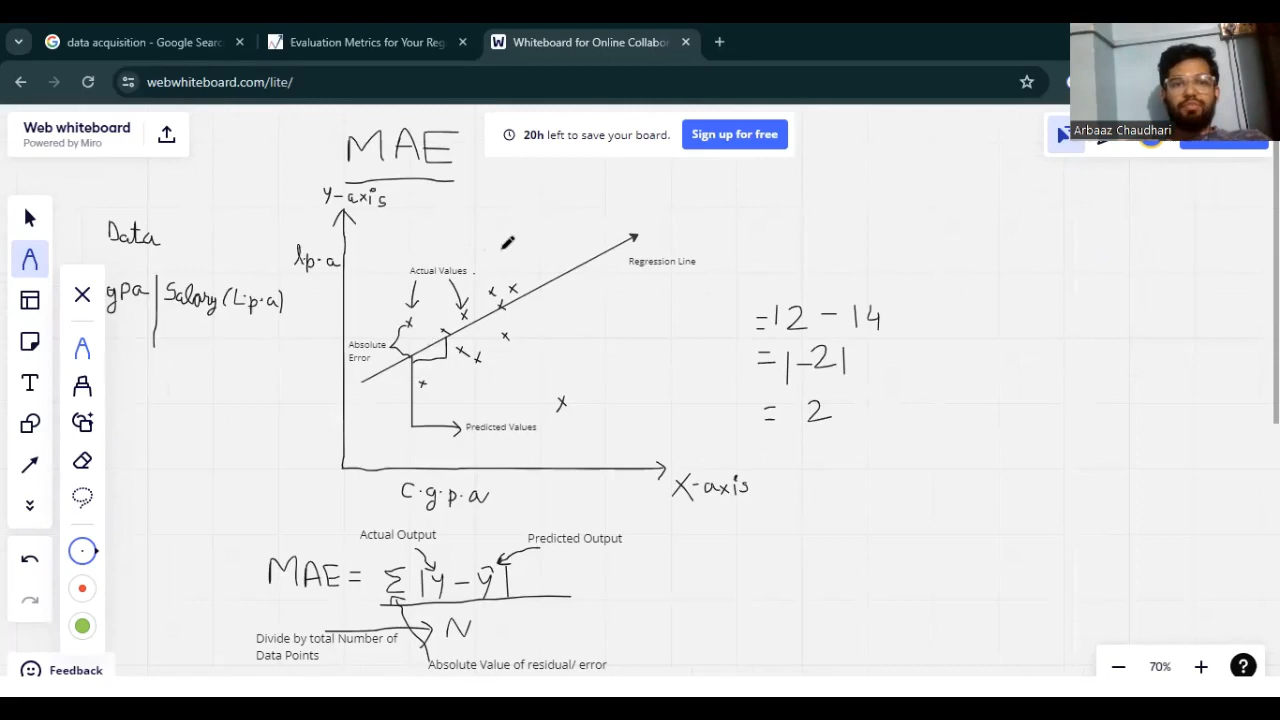 data acquisition - Google Searc
Evaluation Metrics for Your Reg
Whiteboard for Online Collabor
webwhiteboard.com/lite/
Arbaaz Chaudhari
Web whiteboard
Powered by Miro
20h left to save your board.
Sign up for free
MAE
y-axis
l.p.a
Data
gpa | Salary (L.p.a)
Actual Values .
Regression Line
Absolute
Error
Predicted Values
C.g.p.a
X-axis
= 12 - 14
= |-2|
= 2
Actual Output
Predicted Output
MAE = Σ |y - ŷ|
N
Divide by total Number of
Data Points
Absolute Value of residual/ error
Feedback
70%